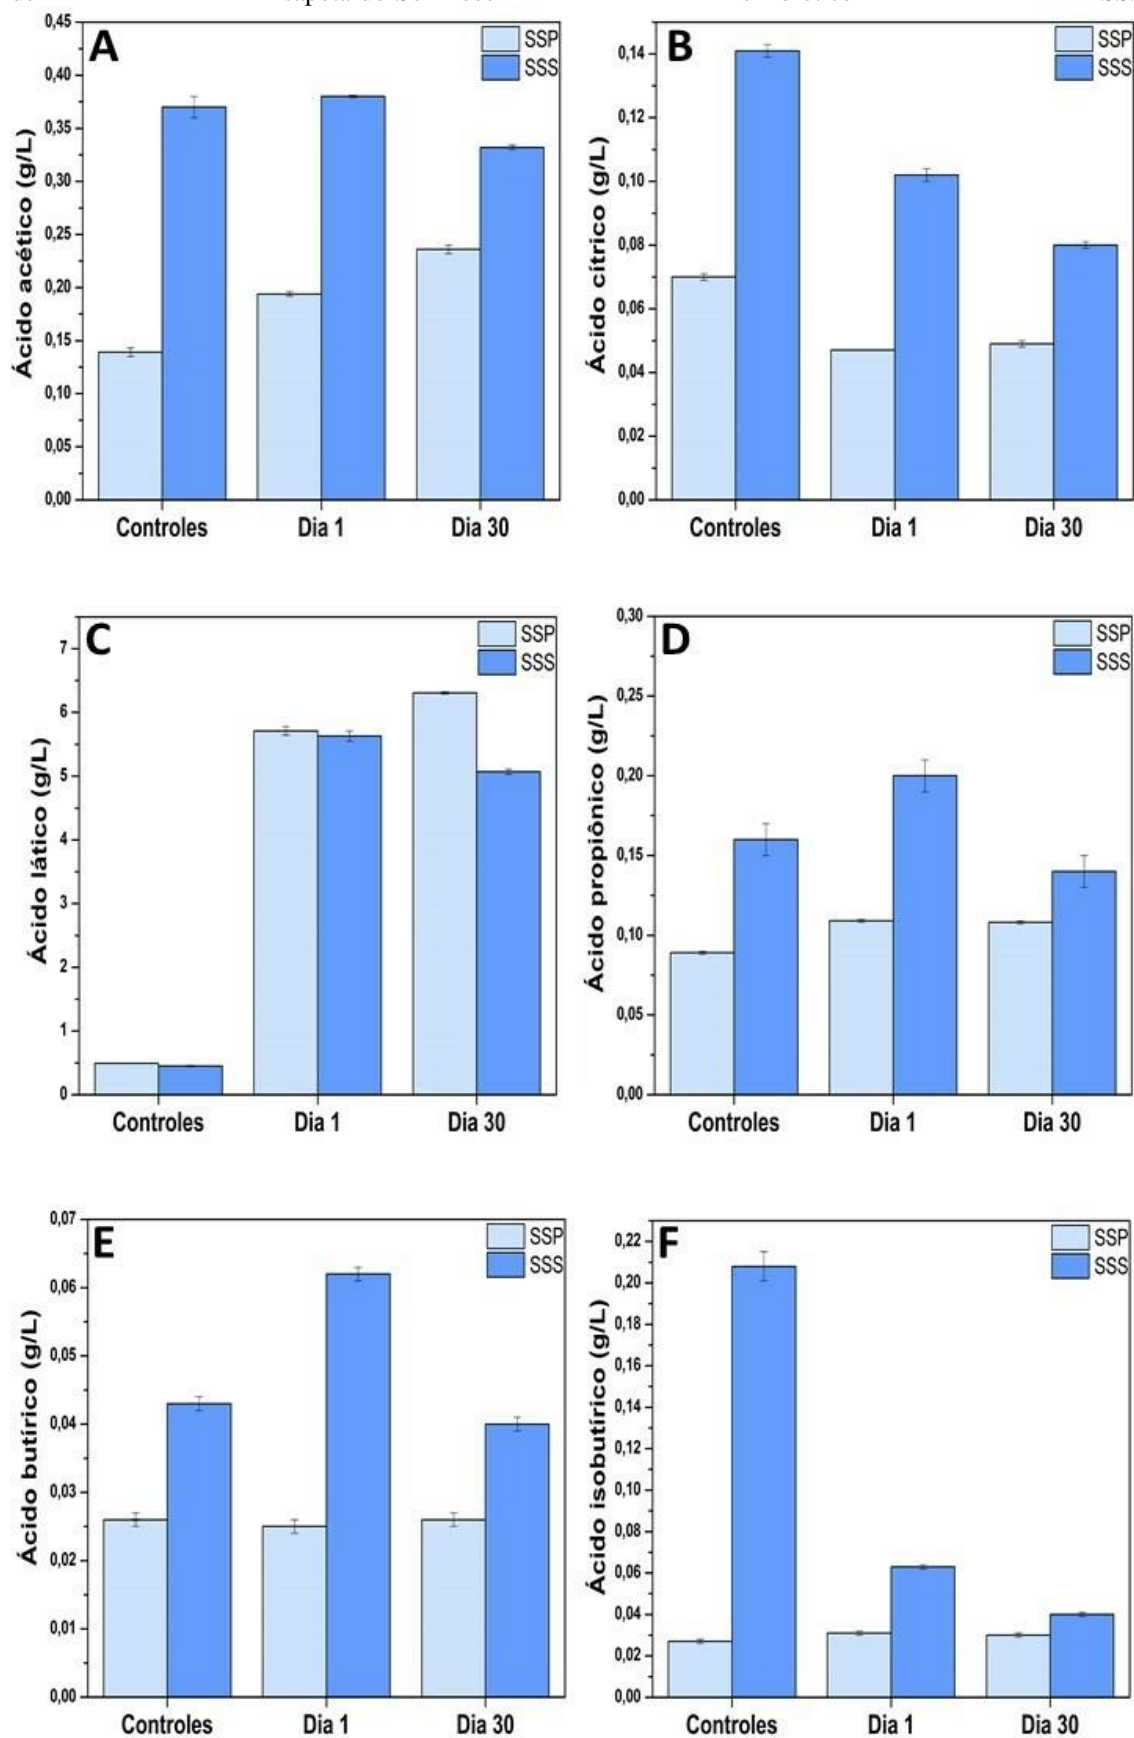 A
SSP
SSS
Ácido acético (g/L)
0,45
0,40
0,35
0,30
0,25
0,20
0,15
0,10
0,05
0,00
Controles Dia 1 Dia 30
B
SSP
SSS
Ácido cítrico (g/L)
0,14
0,12
0,10
0,08
0,06
0,04
0,02
0,00
Controles Dia 1 Dia 30
C
SSP
SSS
Ácido lático (g/L)
7
6
5
4
3
2
1
0
Controles Dia 1 Dia 30
D
SSP
SSS
Ácido propiônico (g/L)
0,30
0,25
0,20
0,15
0,10
0,05
0,00
Controles Dia 1 Dia 30
E
SSP
SSS
Ácido butírico (g/L)
0,07
0,06
0,05
0,04
0,03
0,02
0,01
0,00
Controles Dia 1 Dia 30
F
SSP
SSS
Ácido isobutírico (g/L)
0,22
0,20
0,18
0,16
0,14
0,12
0,10
0,08
0,06
0,04
0,02
0,00
Controles Dia 1 Dia 30